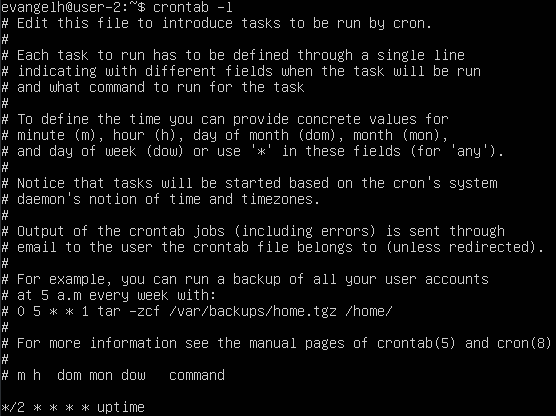 evangelh@user-2:~$ crontab -l
# Edit this file to introduce tasks to be run by cron.
#
# Each task to run has to be defined through a single line
# indicating with different fields when the task will be run
# and what command to run for the task
#
# To define the time you can provide concrete values for
# minute (m), hour (h), day of month (dom), month (mon),
# and day of week (dow) or use '*' in these fields (for 'any').
#
# Notice that tasks will be started based on the cron's system
# daemon's notion of time and timezones.
#
# Output of the crontab jobs (including errors) is sent through
# email to the user the crontab file belongs to (unless redirected).
#
# For example, you can run a backup of all your user accounts
# at 5 a.m every week with:
# 0 5 * * 1 tar -zcf /var/backups/home.tgz /home/
#
# For more information see the manual pages of crontab(5) and cron(8)
#
# m h  dom mon dow   command
*/2 * * * * uptime